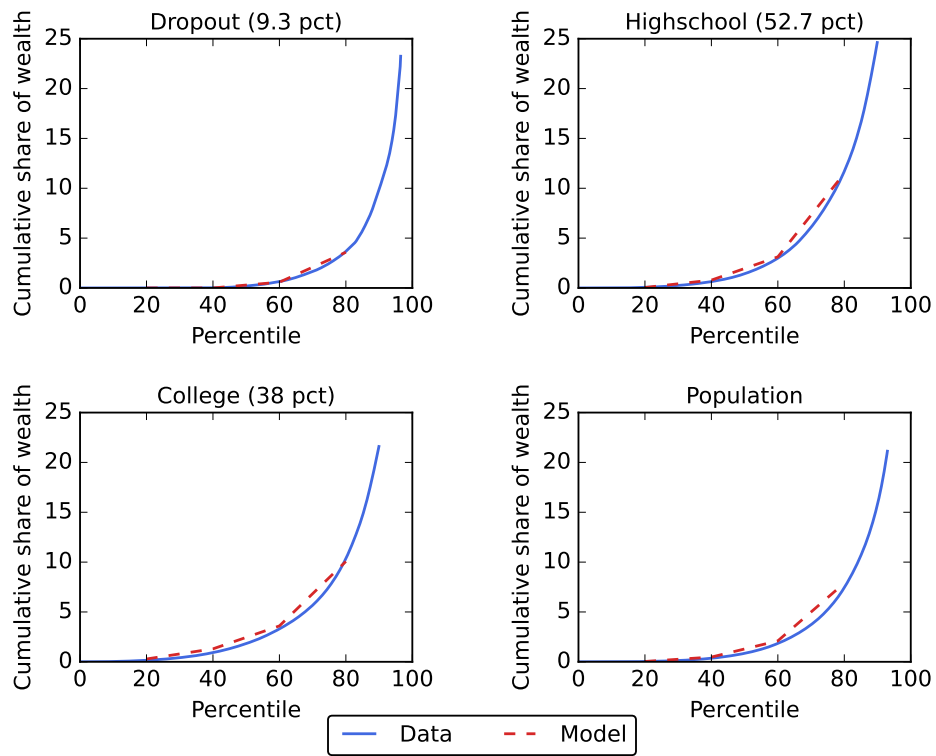 Dropout (9.3 pct)
Cumulative share of wealth
25
20
15
10
5
0
0 20 40 60 80 100
Percentile
Highschool (52.7 pct)
Cumulative share of wealth
25
20
15
10
5
0
0 20 40 60 80 100
Percentile
College (38 pct)
Cumulative share of wealth
25
20
15
10
5
0
0 20 40 60 80 100
Percentile
Population
Cumulative share of wealth
25
20
15
10
5
0
0 20 40 60 80 100
Percentile
Data Model